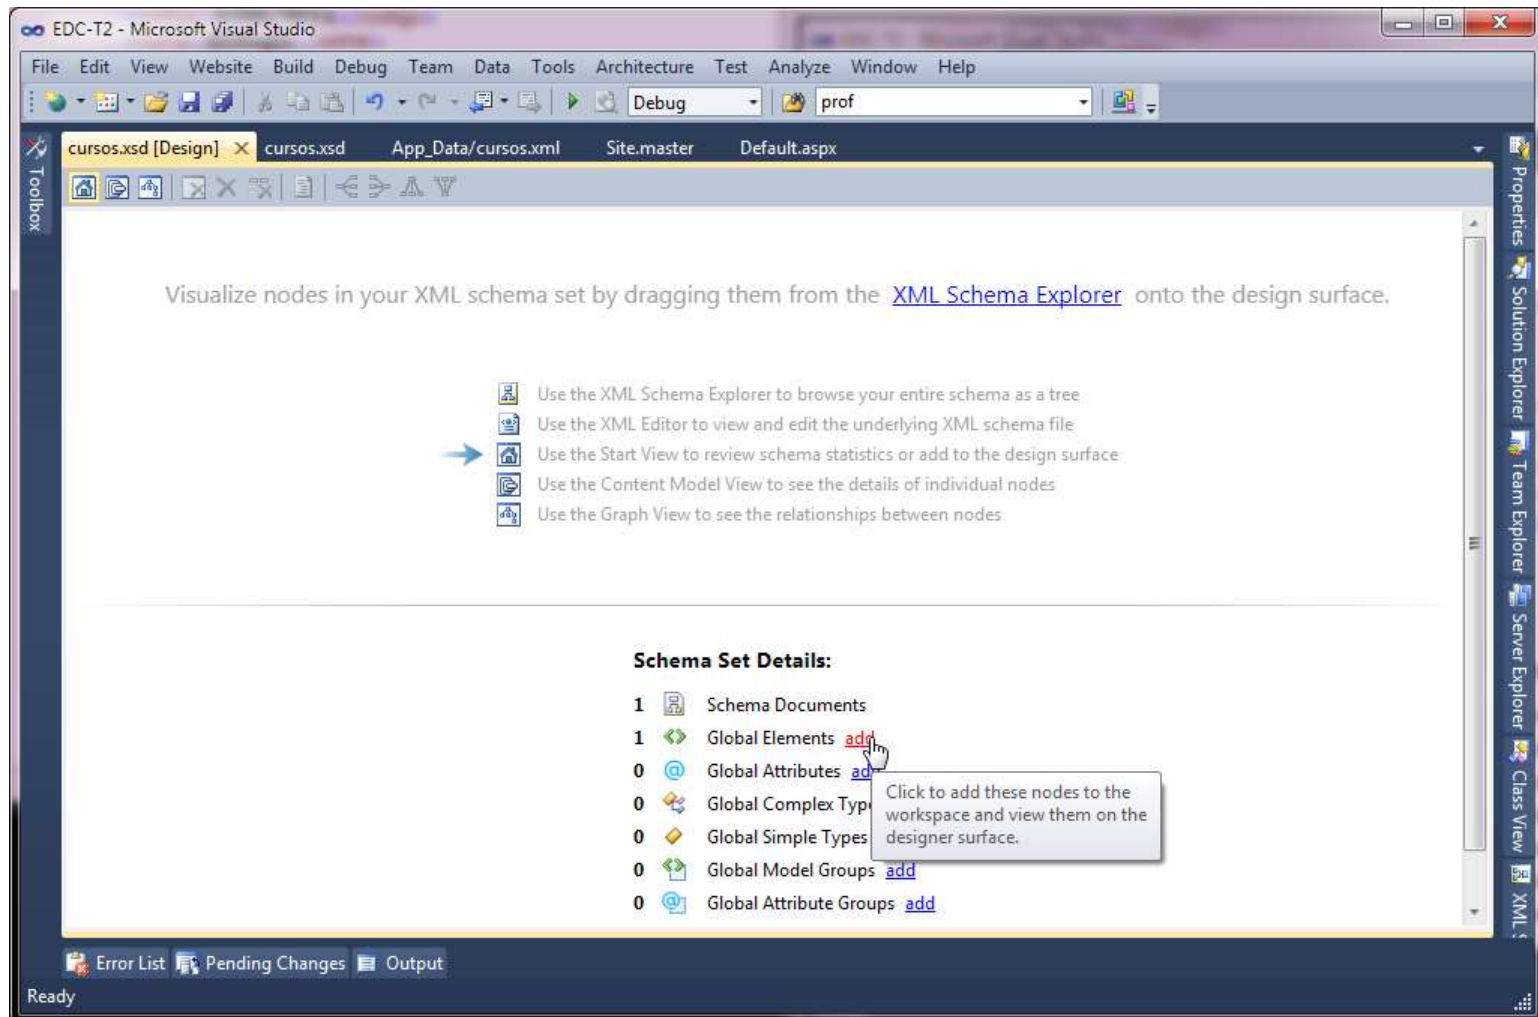 EDC-T2 - Microsoft Visual Studio
File Edit View Website Build Debug Team Data Tools Architecture Test Analyze Window Help
Debug prof
cursos.xsd [Design] cursos.xsd App_Data/cursos.xml Site.master Default.aspx
Toolbox
Visualize nodes in your XML schema set by dragging them from the XML Schema Explorer onto the design surface.
Use the XML Schema Explorer to browse your entire schema as a tree
Use the XML Editor to view and edit the underlying XML schema file
Use the Start View to review schema statistics or add to the design surface
Use the Content Model View to see the details of individual nodes
Use the Graph View to see the relationships between nodes
Schema Set Details:
1 Schema Documents
1 Global Elements add
0 Global Attributes ad
0 Global Complex Typ
0 Global Simple Types
0 Global Model Groups add
0 Global Attribute Groups add
Click to add these nodes to the
workspace and view them on the
designer surface.
Properties
Solution Explorer
Team Explorer
Server Explorer
Class View
XML S
Error List Pending Changes Output
Ready